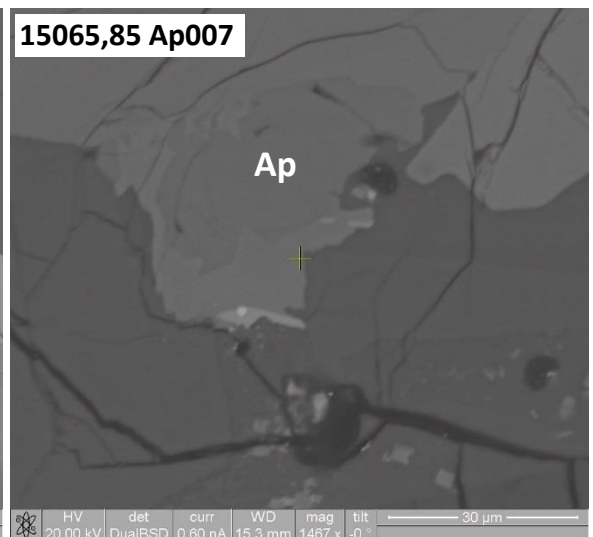 15065,85 Ap007
Ap
HV det curr WD mag tilt 30 µm
20.00 kV DualBSD 0.60 nA 15.3 mm 1467 x -0 °